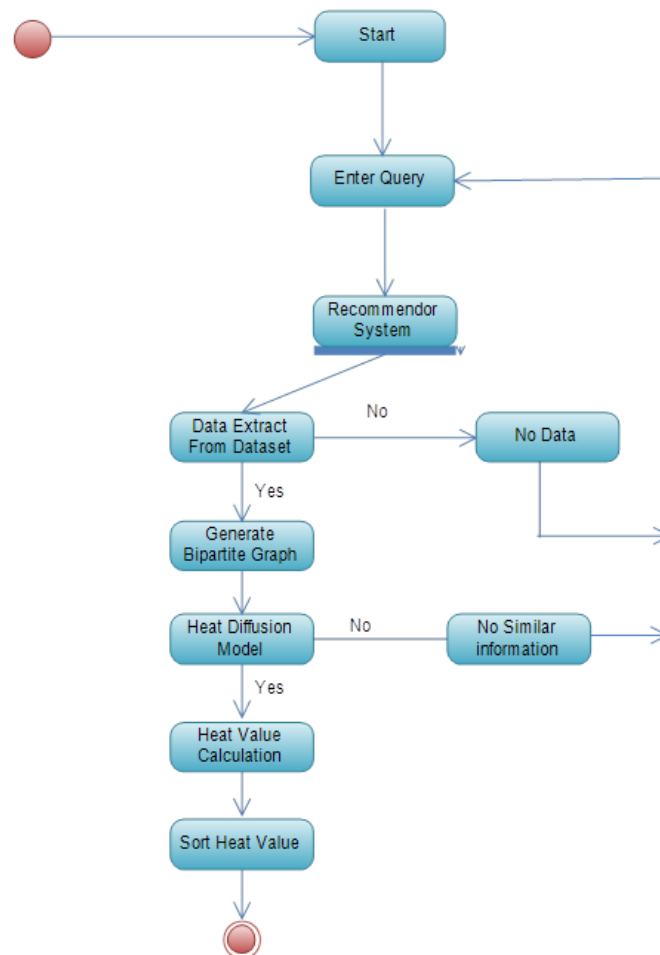 Start
Enter Query
Recommendor
System
No
Data Extract
From Dataset
No Data
Yes
Generate
Bipartite Graph
Heat Diffusion
Model
No
No Similar
information
Yes
Heat Value
Calculation
Sort Heat Value